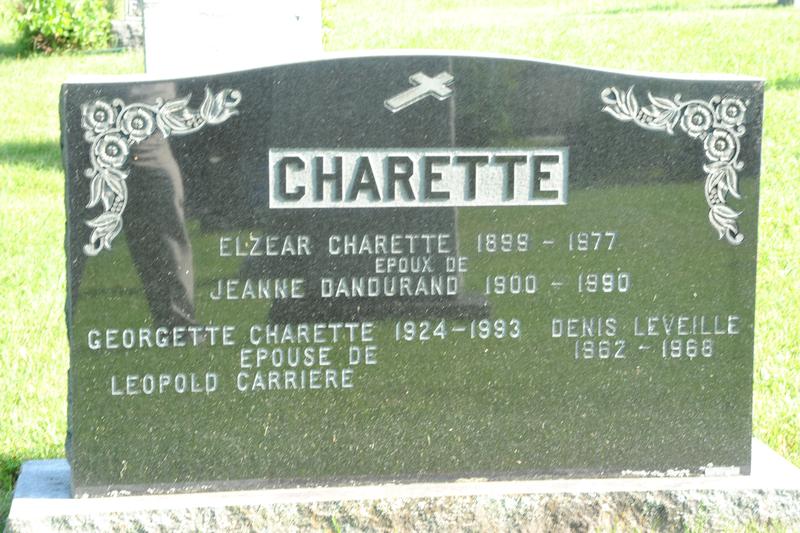 CHARETTE
ELZEAR CHARETTE 1899 - 1977
EPOUX DE
JEANNE DANDURAND 1900 - 1990
GEORGETTE CHARETTE 1924-1993
EPOUSE DE
LEOPOLD CARRIERE
DENIS LEVEILLE
1962 - 1968